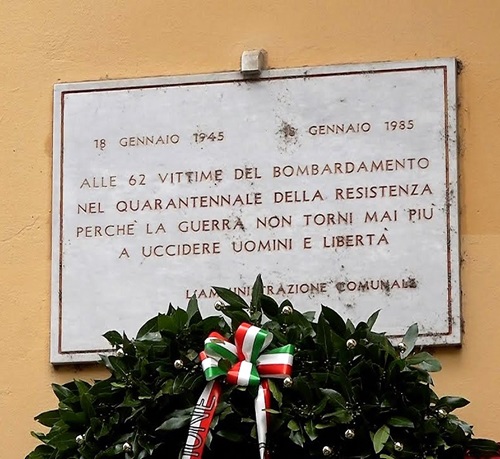 18 GENNAIO 1945 18 GENNAIO 1985
ALLE 62 VITTIME DEL BOMBARDAMENTO
NEL QUARANTENNALE DELLA RESISTENZA
PERCHÈ LA GUERRA NON TORNI MAI PIÙ
A UCCIDERE UOMINI E LIBERTÀ
L'AMMINISTRAZIONE COMUNALE